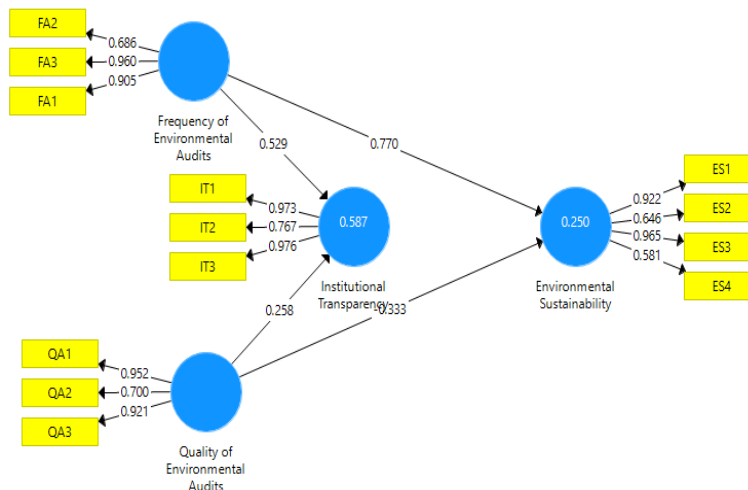 FA2
0.686
FA3
0.960
FA1
0.905
Frequency of
Environmental
Audits
0.529
0.770
IT1
0.973
IT2
0.767
IT3
0.976
0.587
Institutional
Transparency
ES1
0.922
ES2
0.646
0.250
ES3
0.965
ES4
0.581
Environmental
Sustainability
0.258
-0.333
QA1
0.952
QA2
0.700
QA3
0.921
Quality of
Environmental
Audits